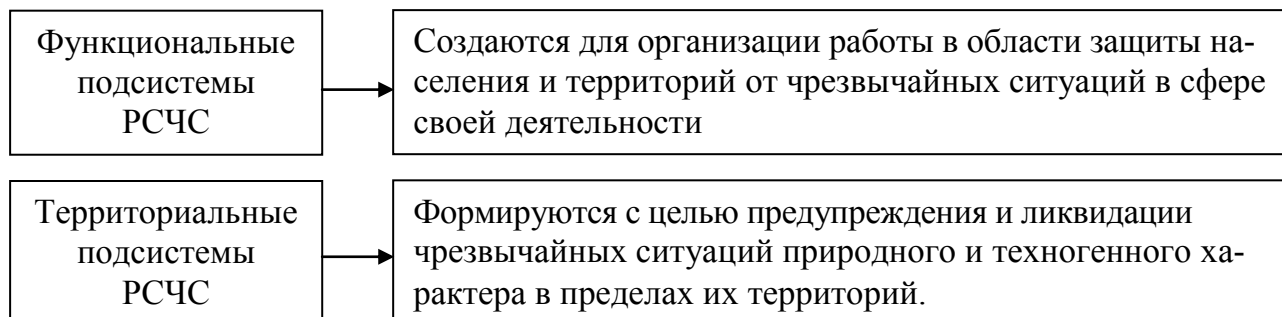 Функциональные
подсистемы
РСЧС
Создаются для организации работы в области защиты на-
селения и территорий от чрезвычайных ситуаций в сфере
своей деятельности
Территориальные
подсистемы
РСЧС
Формируются с целью предупреждения и ликвидации
чрезвычайных ситуаций природного и техногенного ха-
рактера в пределах их территорий.